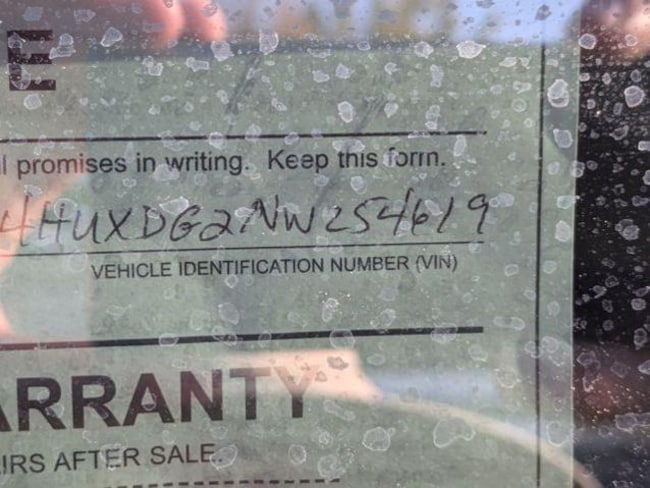 E
l promises in writing. Keep this form.
4HUXDG2NW254619
VEHICLE IDENTIFICATION NUMBER (VIN)
ARRANTY
IRS AFTER SALE.